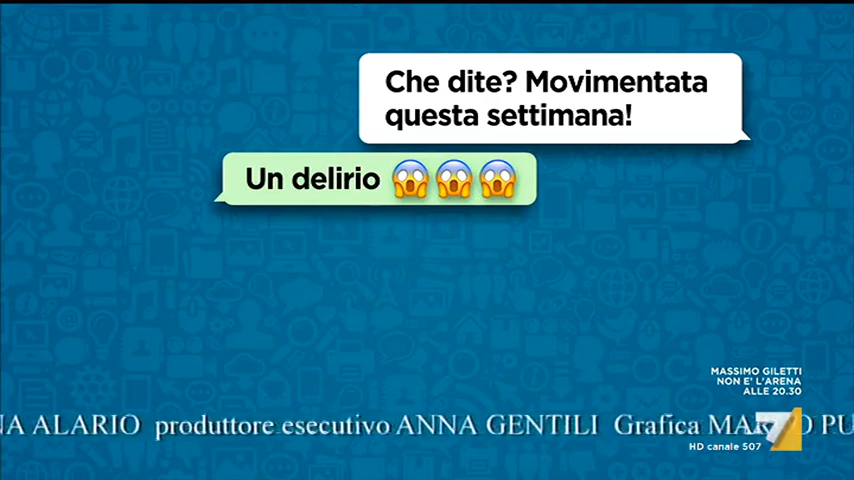 Che dite? Movimentata
questa settimana!
Un delirio 😱😱😱
MASSIMO GILETTI
NON E' L'ARENA
ALLE 20.30
ALARIO produttore esecutivo ANNA GENTILI Grafica
HD canale 507